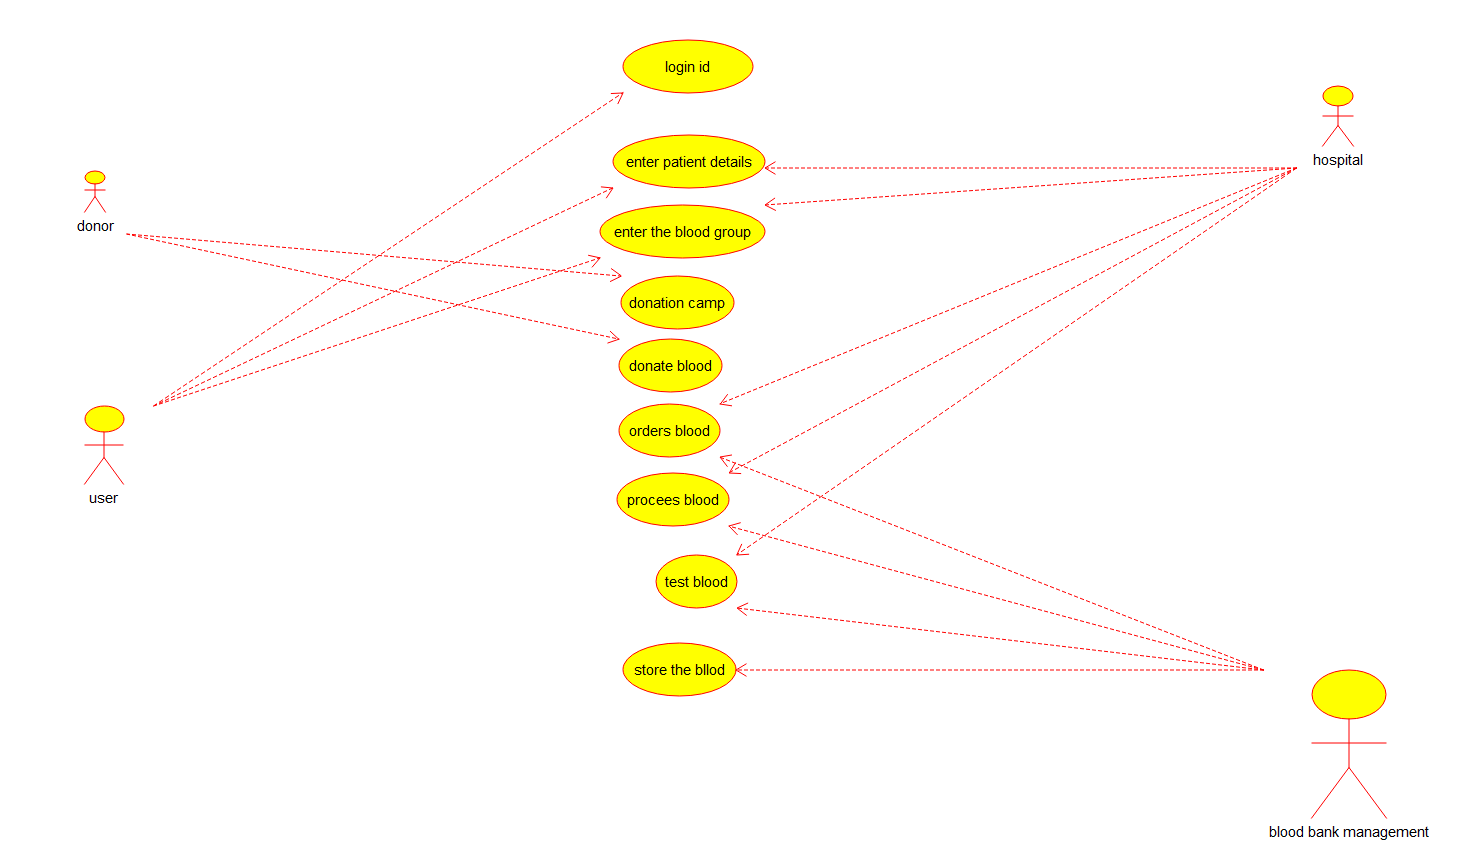 login id
hospital
enter patient details
donor
enter the blood group
donation camp
donate blood
orders blood
user
procees blood
test blood
store the bllod
blood bank management